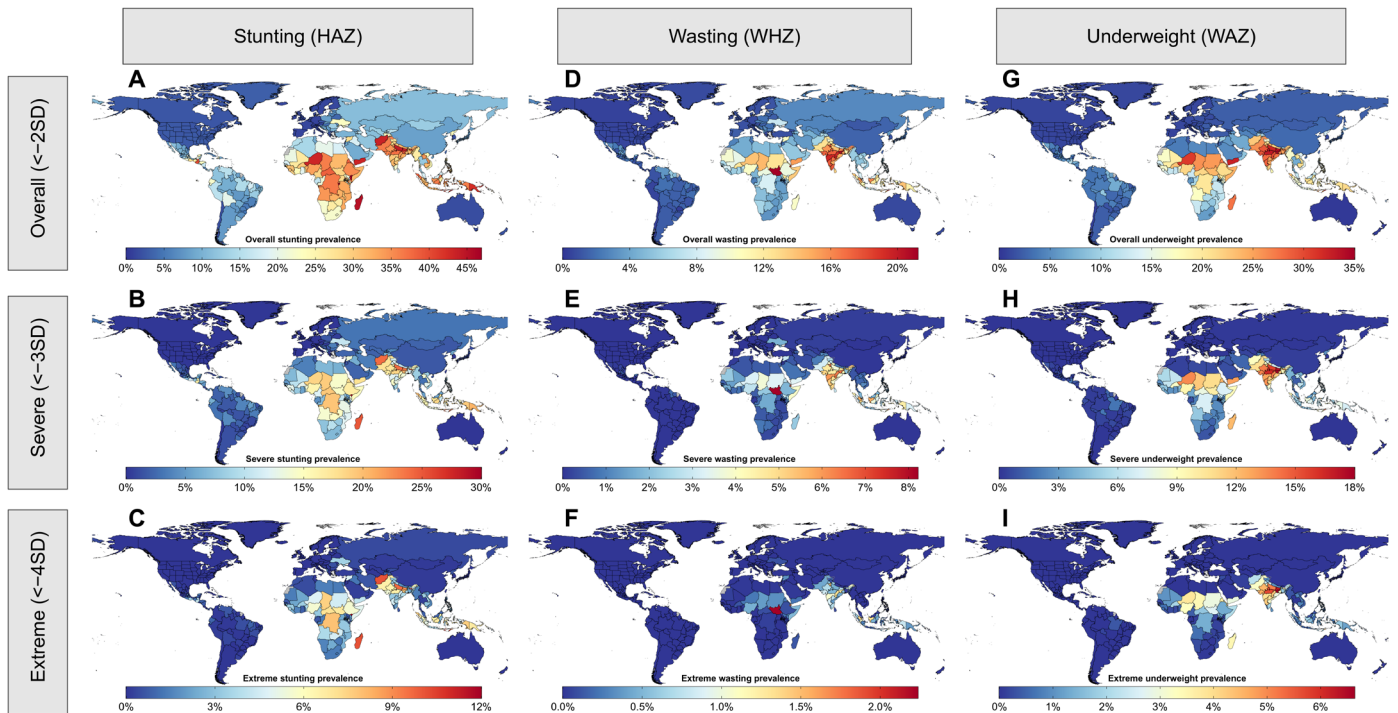 Stunting (HAZ)
Wasting (WHZ)
Underweight (WAZ)
Overall (<−2SD)
A
Overall stunting prevalence
0% 5% 10% 15% 20% 25% 30% 35% 40% 45%
D
Overall wasting prevalence
0% 4% 8% 12% 16% 20%
G
Overall underweight prevalence
0% 5% 10% 15% 20% 25% 30% 35%
Severe (<−3SD)
B
Severe stunting prevalence
0% 5% 10% 15% 20% 25% 30%
E
Severe wasting prevalence
0% 1% 2% 3% 4% 5% 6% 7% 8%
H
Severe underweight prevalence
0% 3% 6% 9% 12% 15% 18%
Extreme (<−4SD)
C
Extreme stunting prevalence
0% 3% 6% 9% 12%
F
Extreme wasting prevalence
0.0% 0.5% 1.0% 1.5% 2.0%
I
Extreme underweight prevalence
0% 1% 2% 3% 4% 5% 6%